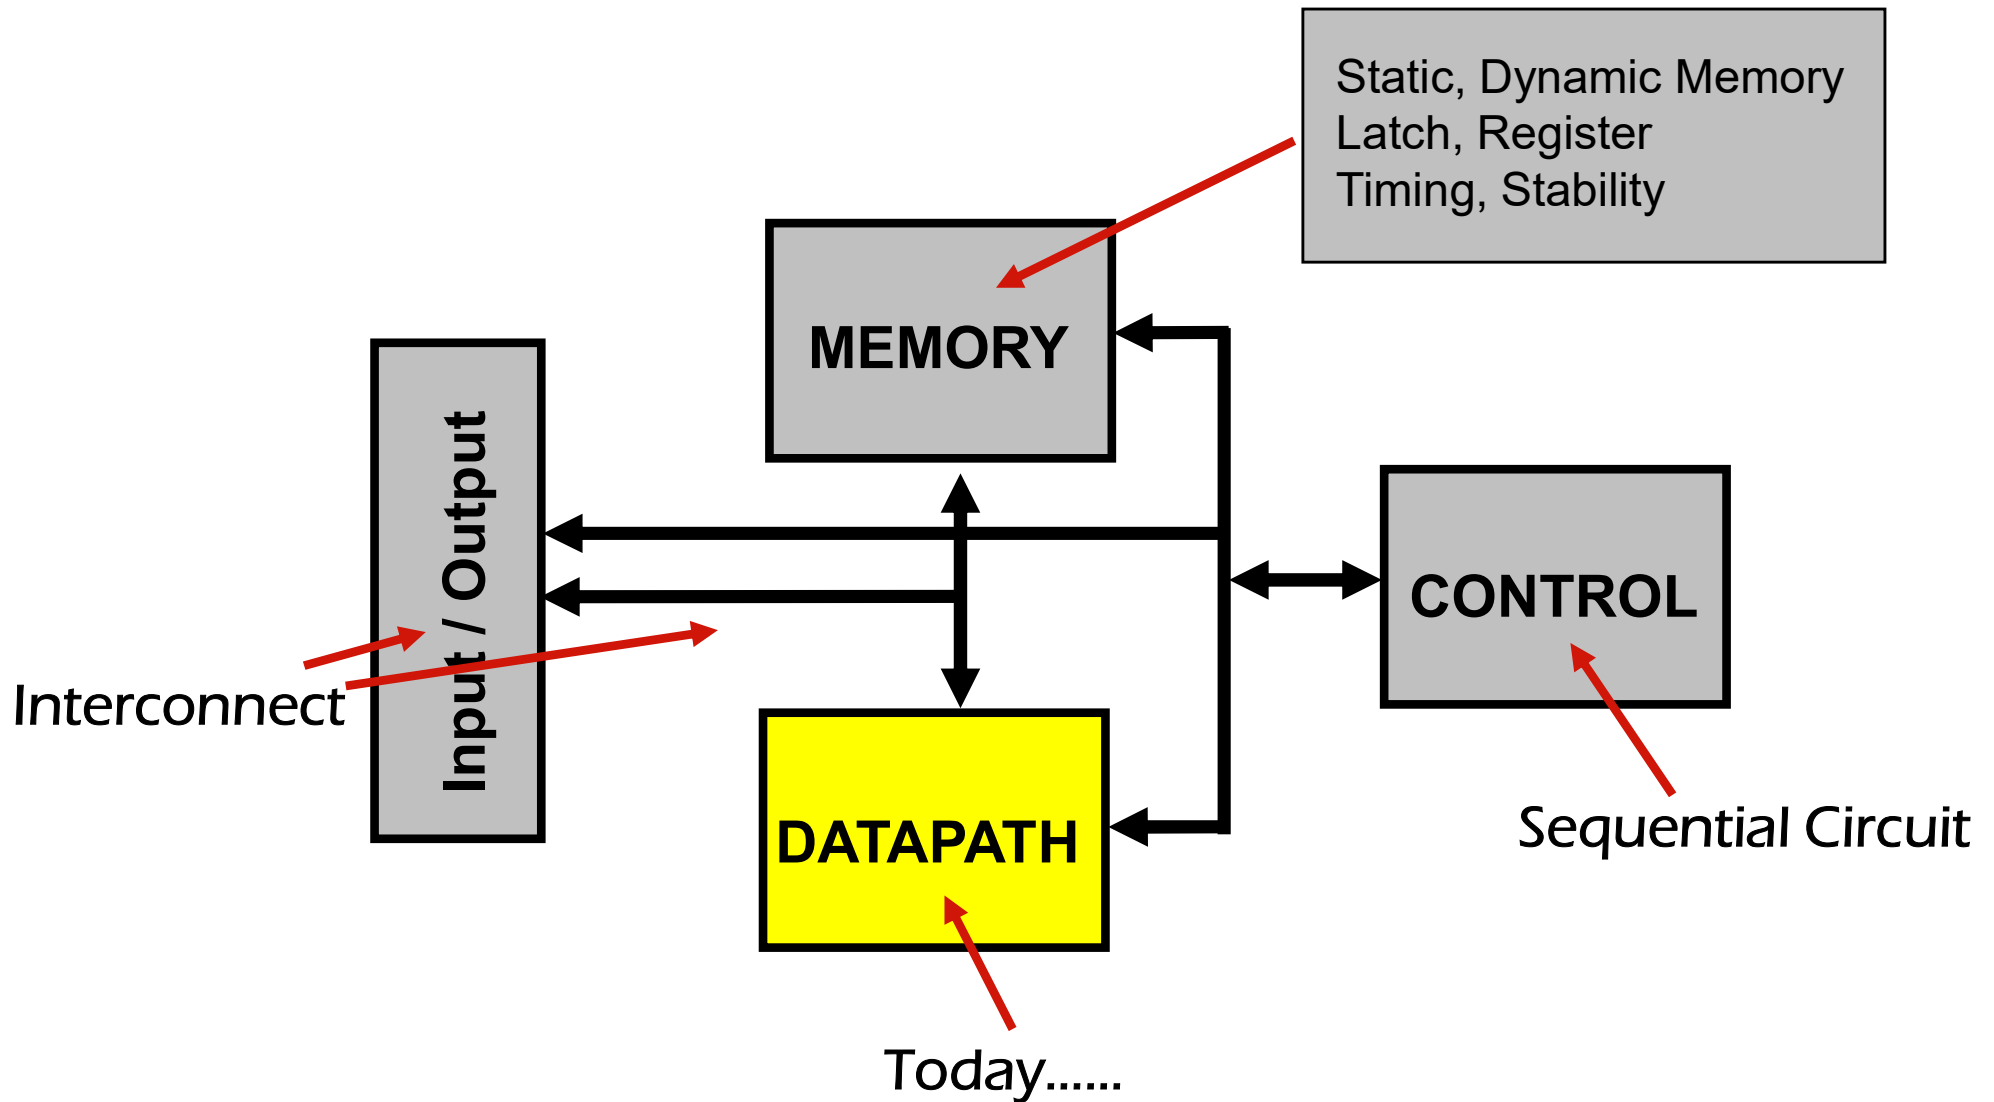 Static, Dynamic Memory
Latch, Register
Timing, Stability
MEMORY
Input / Output
CONTROL
Interconnect
DATAPATH
Sequential Circuit
Today......